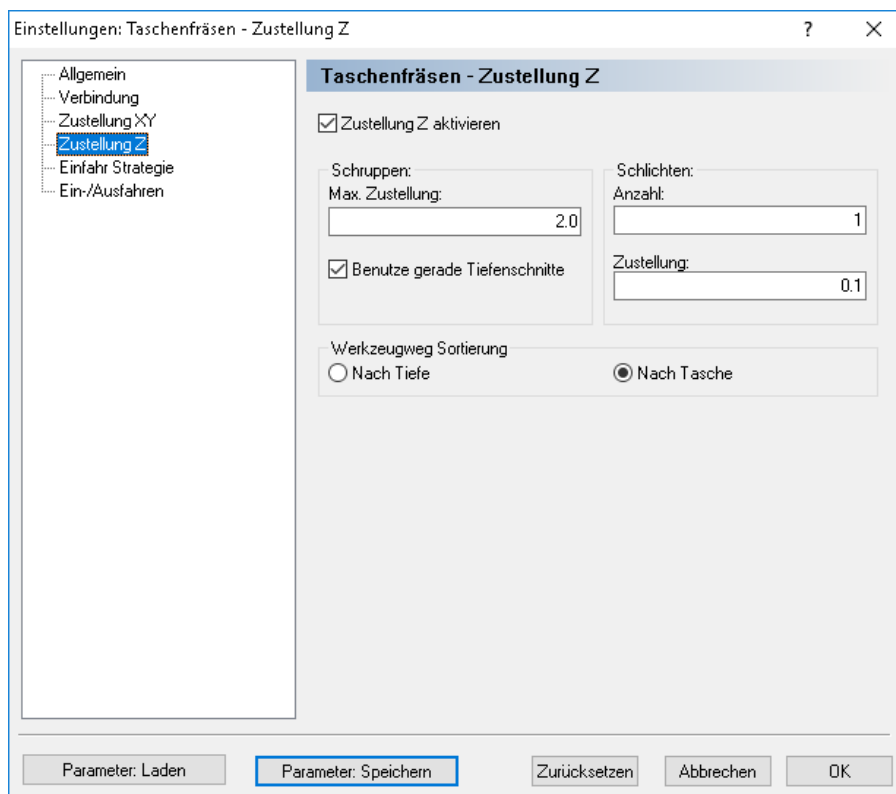 Einstellungen: Taschenfräsen - Zustellung Z
?
Allgemein
Verbindung
Zustellung XY
Zustellung Z
Einfahr Strategie
Ein-/Ausfahren
Taschenfräsen - Zustellung Z
Zustellung Z aktivieren
Schruppen:
Max. Zustellung:
2.0
Benutze gerade Tiefenschnitte
Schlichten:
Anzahl:
1
Zustellung:
0.1
Werkzeugweg Sortierung
Nach Tiefe
Nach Tasche
Parameter: Laden
Parameter: Speichern
Zurücksetzen
Abbrechen
OK